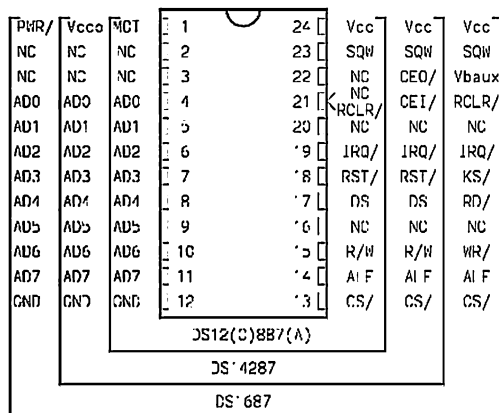 PWR/ Vcco MOT 1 24 Vcc Vcc Vcc
NC NC NC 2 23 SQW SQW SQW
NC NC NC 3 22 NC CEO/ Vbaux
AD0 AD0 AD0 4 21 NC RCLR/ CEI/ RCLR/
AD1 AD1 AD1 5 20 NC NC NC
AD2 AD2 AD2 6 19 IRQ/ IRQ/ IRQ/
AD3 AD3 AD3 7 18 RST/ RST/ KS/
AD4 AD4 AD4 8 17 DS DS RD/
AD5 AD5 AD5 9 16 NC NC NC
AD6 AD6 AD6 10 15 R/W R/W WR/
AD7 AD7 AD7 11 14 ALE ALE ALE
GND GND GND 12 13 CS/ CS/ CS/
DS12(C)887(A)
DS14287
DS1687